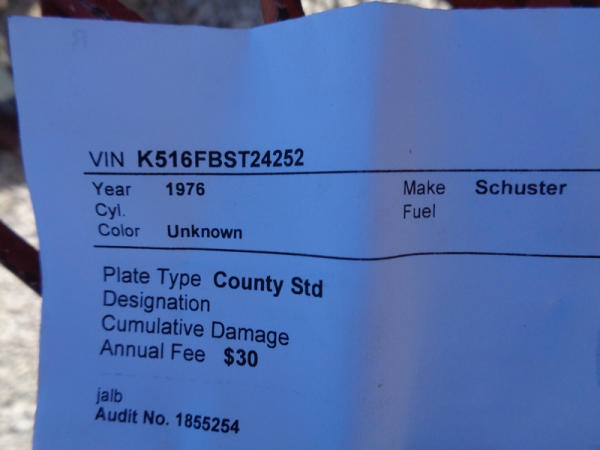 VIN K516FBST24252
Year 1976 Make Schuster
Cyl. Fuel
Color Unknown
Plate Type County Std
Designation
Cumulative Damage
Annual Fee $30
jalb
Audit No. 1855254